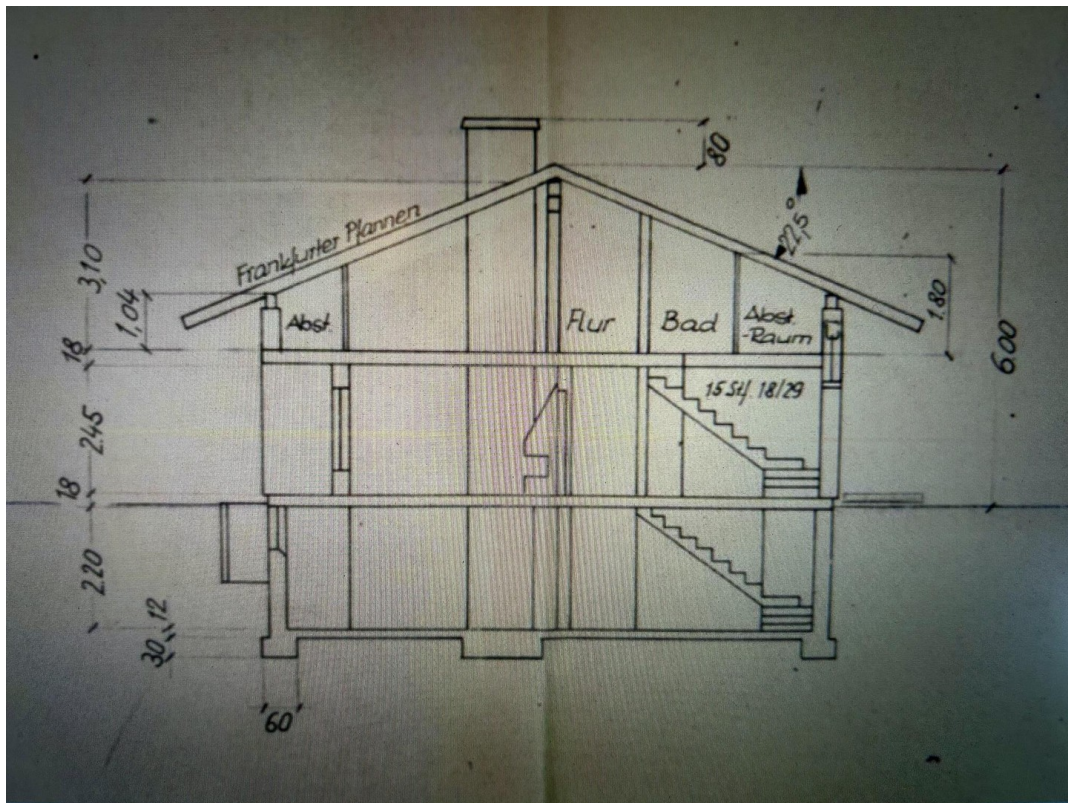 80
22,5°
Frankfurter Pfannen
3,10
1,04
1.80
6.00
Abst.
Flur
Bad
Abst.
-Raum
18
15 Stg. 18/29
2.45
18
2.20
12
30
60